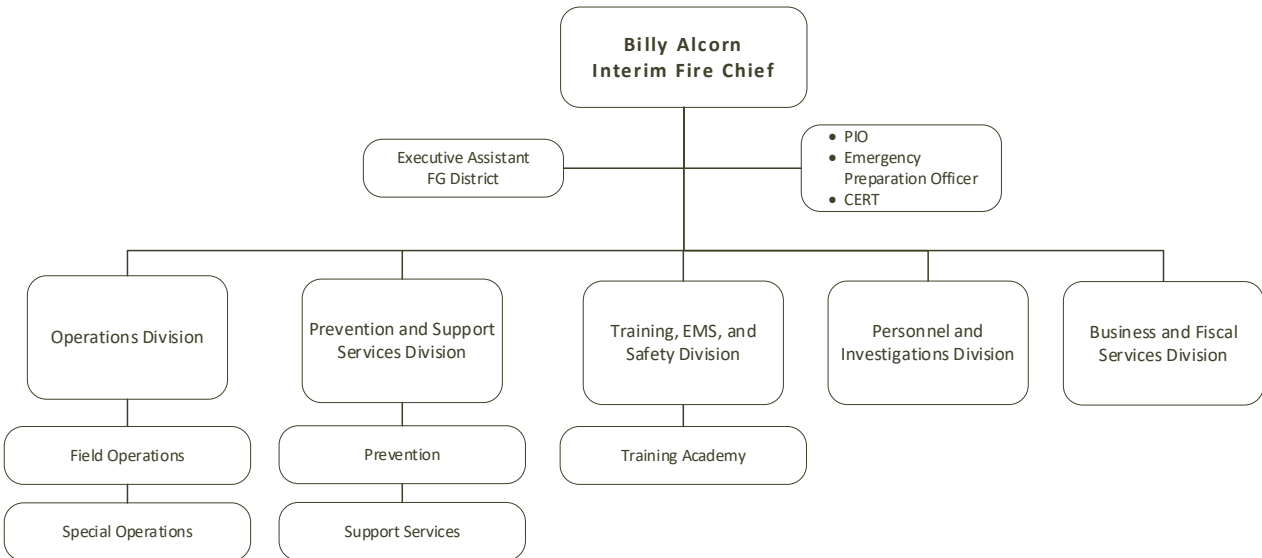 Billy Alcorn
Interim Fire Chief
Executive Assistant
FG District
• PIO
• Emergency
Preparation Officer
• CERT
Operations Division
Prevention and Support
Services Division
Training, EMS, and
Safety Division
Personnel and
Investigations Division
Business and Fiscal
Services Division
Field Operations
Prevention
Training Academy
Special Operations
Support Services